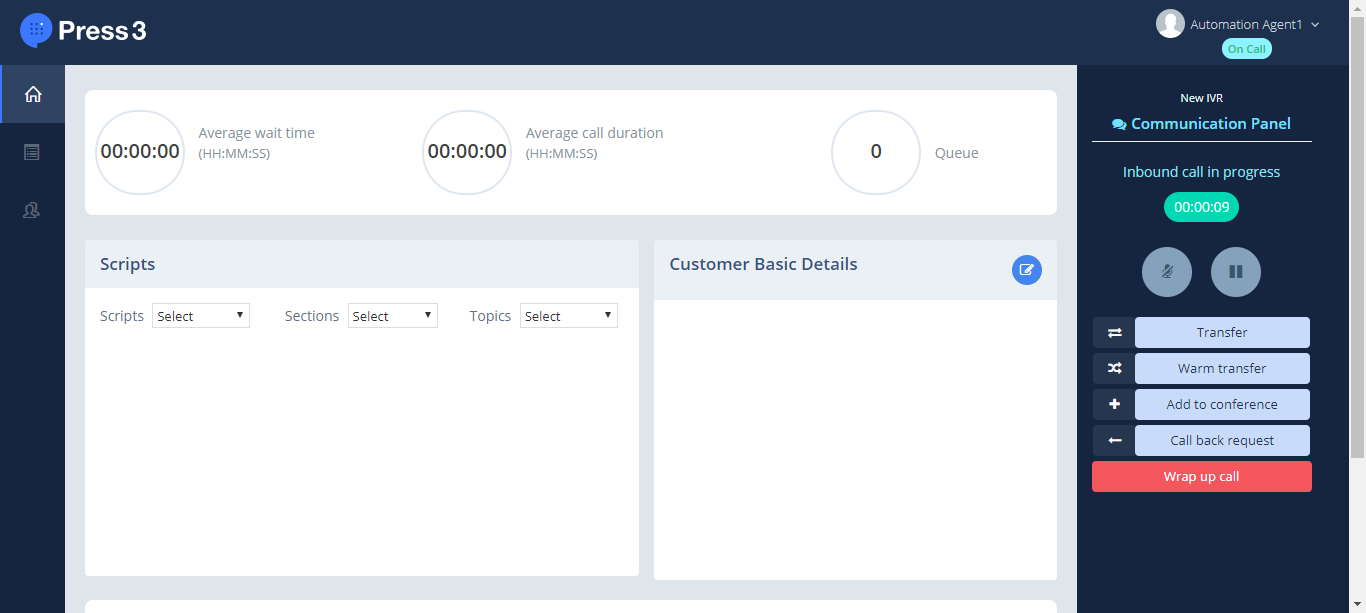 Press 3
Automation Agent1
On Call
00:00:00
Average wait time
(HH:MM:SS)
00:00:00
Average call duration
(HH:MM:SS)
0
Queue
Scripts
Scripts Select Sections Select Topics Select
Customer Basic Details
New IVR
Communication Panel
Inbound call in progress
00:00:09
Transfer
Warm transfer
Add to conference
Call back request
Wrap up call